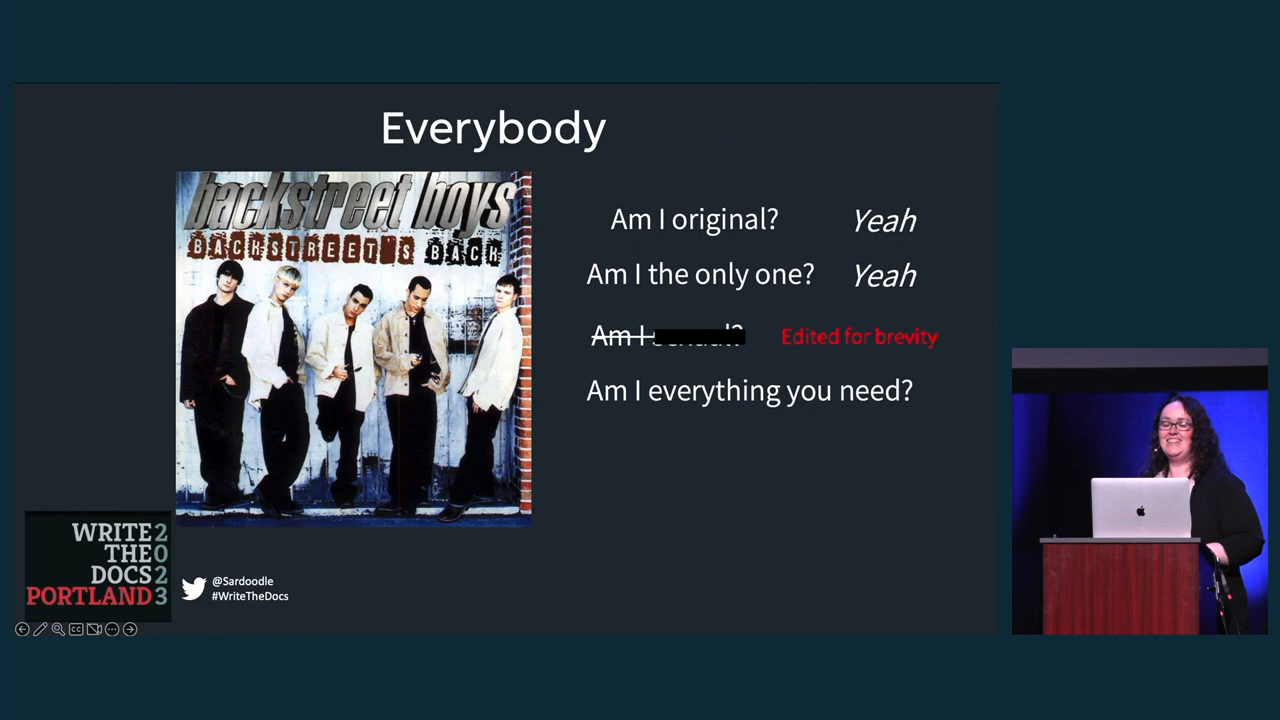 Everybody
backstreet boys
BACKSTREET'S BACK
Am I original? Yeah
Am I the only one? Yeah
Am I Edited for brevity
Am I everything you need?
WRITE 2
THE 0
DOCS 2
PORTLAND 3
@Sardoodle
#WriteTheDocs
CC